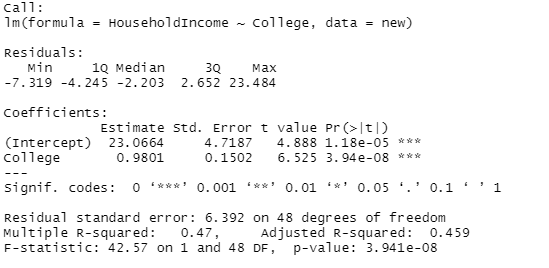 Call:
lm(formula = HouseholdIncome ~ College, data = new)
Residuals:
Min 1Q Median 3Q Max
-7.319 -4.245 -2.203 2.652 23.484
Coefficients:
Estimate Std. Error t value Pr(>|t|)
(Intercept) 23.0664 4.7187 4.888 1.18e-05 ***
College 0.9801 0.1502 6.525 3.94e-08 ***
---
Signif. codes: 0 ‘***’ 0.001 ‘**’ 0.01 ‘*’ 0.05 ‘.’ 0.1 ‘ ’ 1
Residual standard error: 6.392 on 48 degrees of freedom
Multiple R-squared: 0.47, Adjusted R-squared: 0.459
F-statistic: 42.57 on 1 and 48 DF, p-value: 3.941e-08